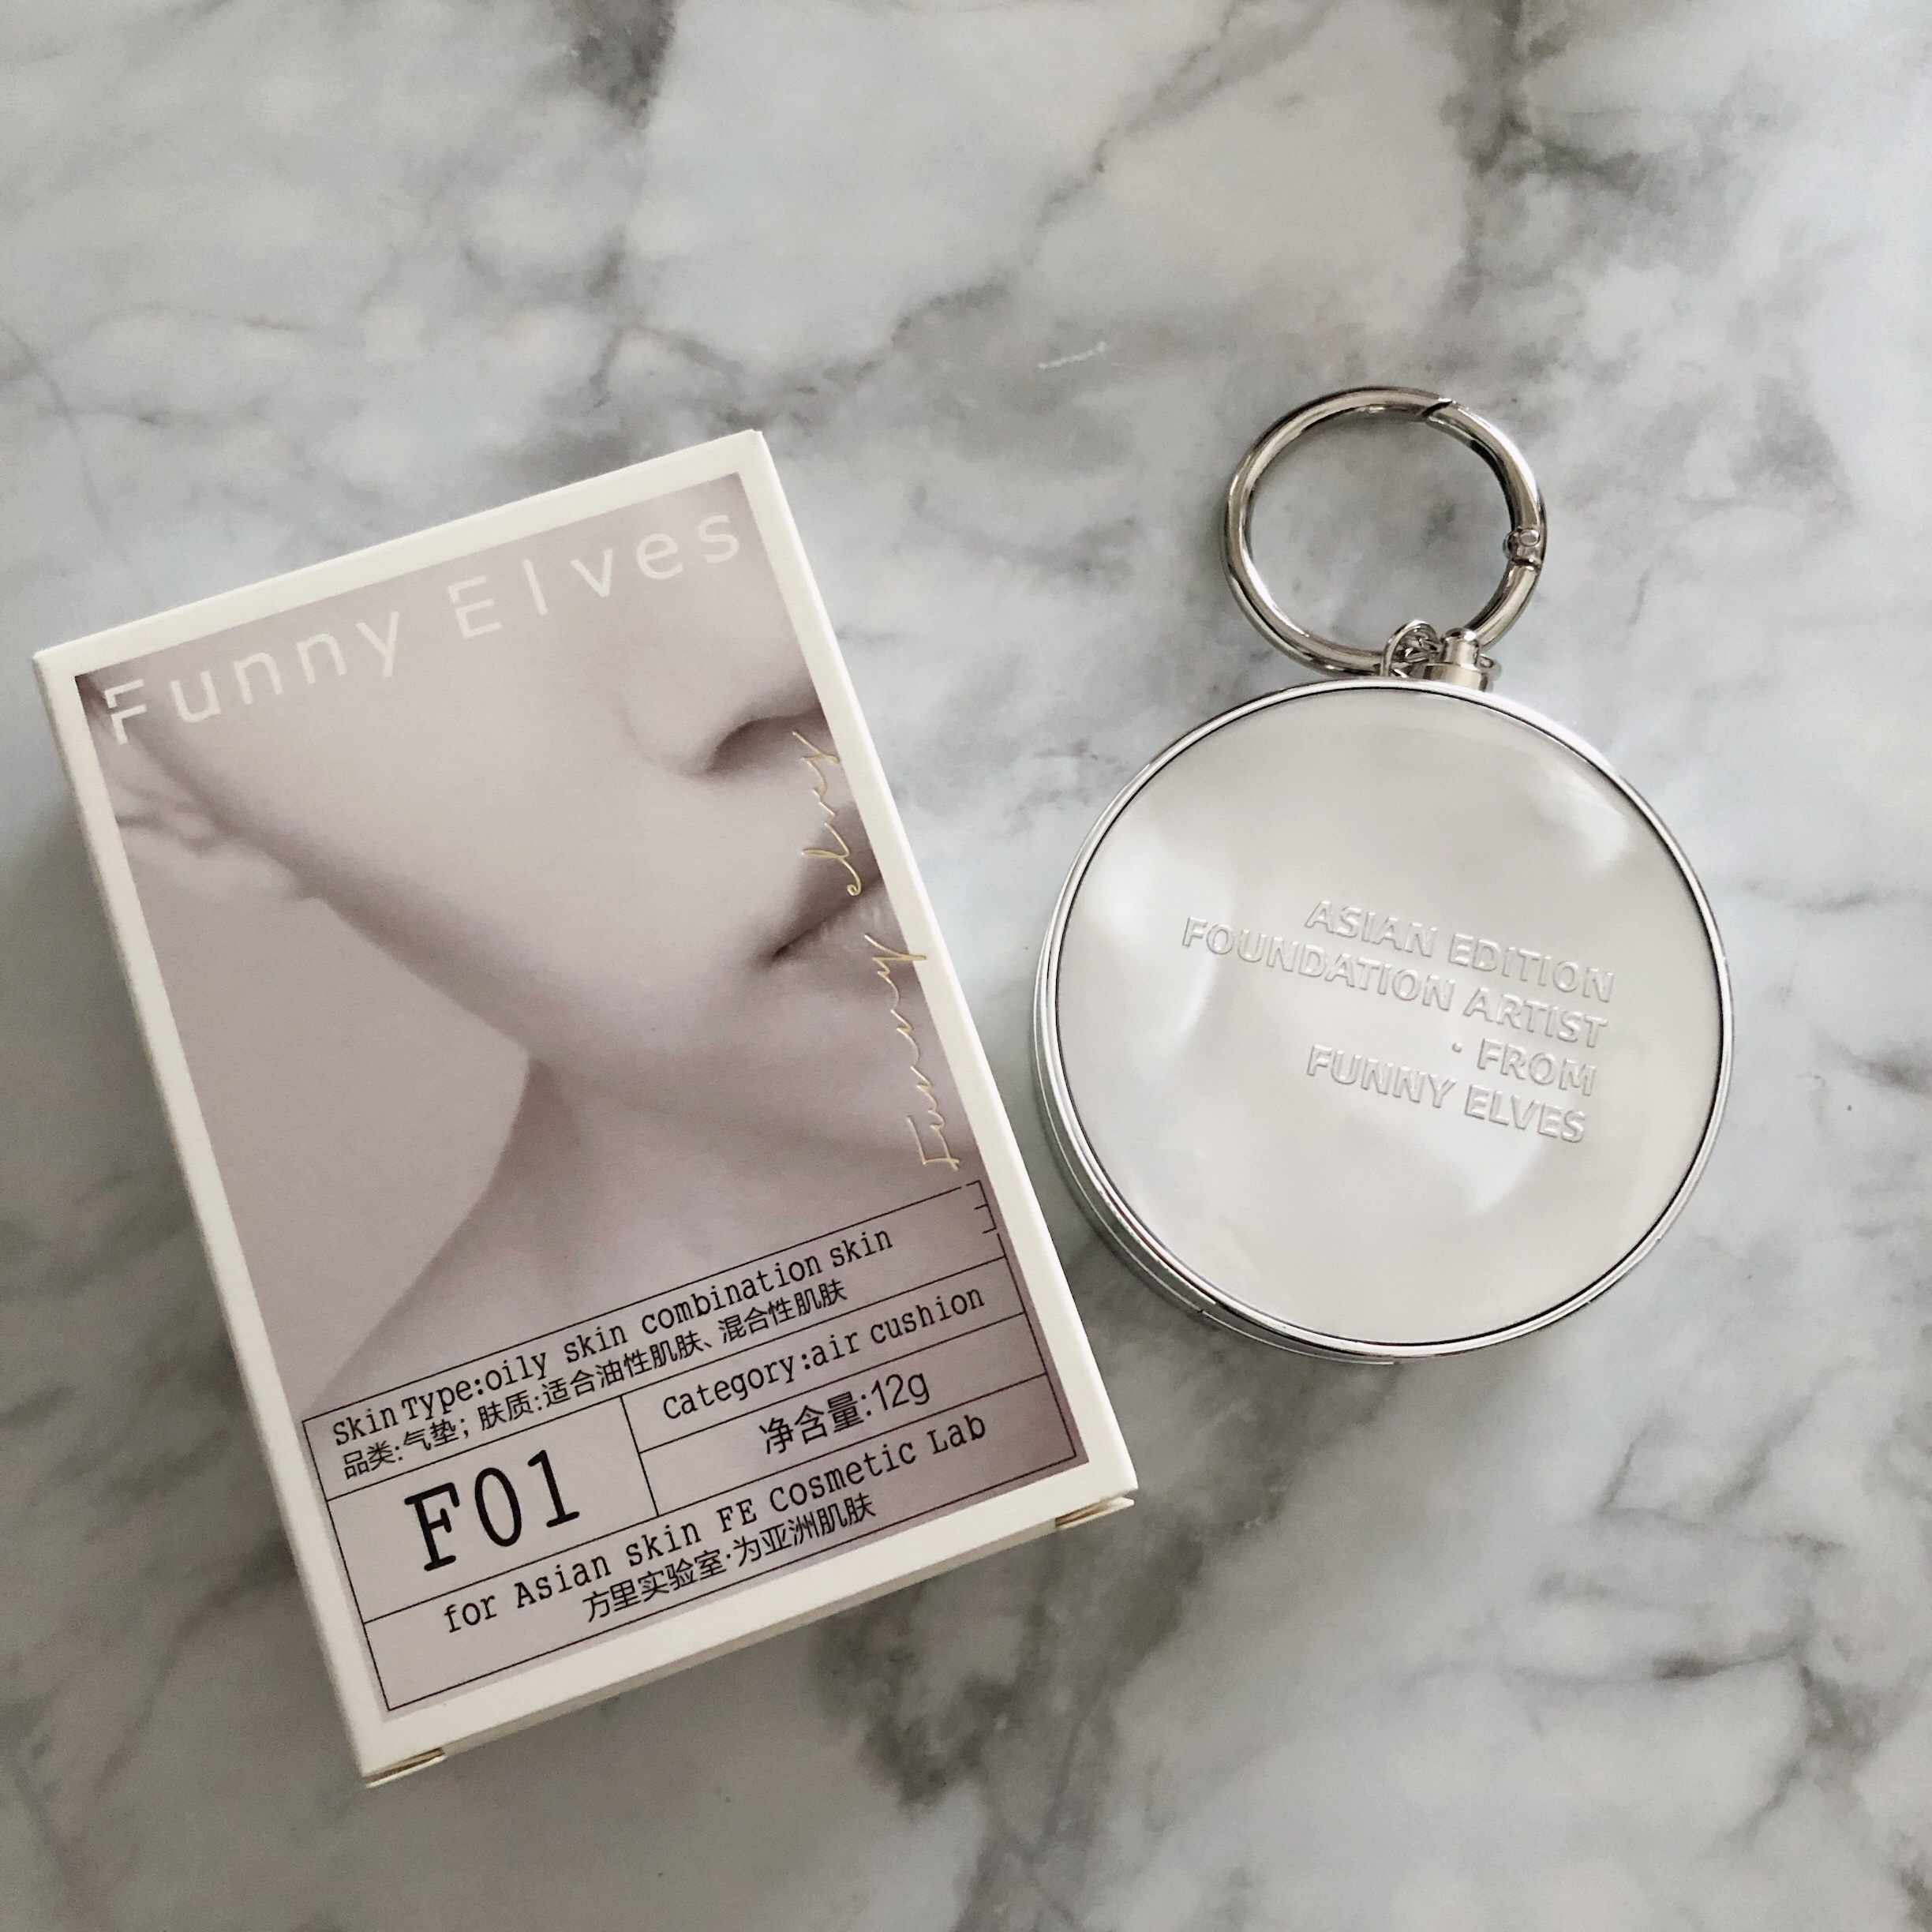 Funny Elves
Funny elves
Skin Type:oily skin combination skin
品类:气垫; 肤质:适合油性肌肤、混合性肌肤
F01
Category:air cushion
净含量:12g
for Asian skin FE Cosmetic Lab
方里实验室·为亚洲肌肤
ASIAN EDITION
FOUNDATION ARTIST
· FROM
FUNNY ELVES